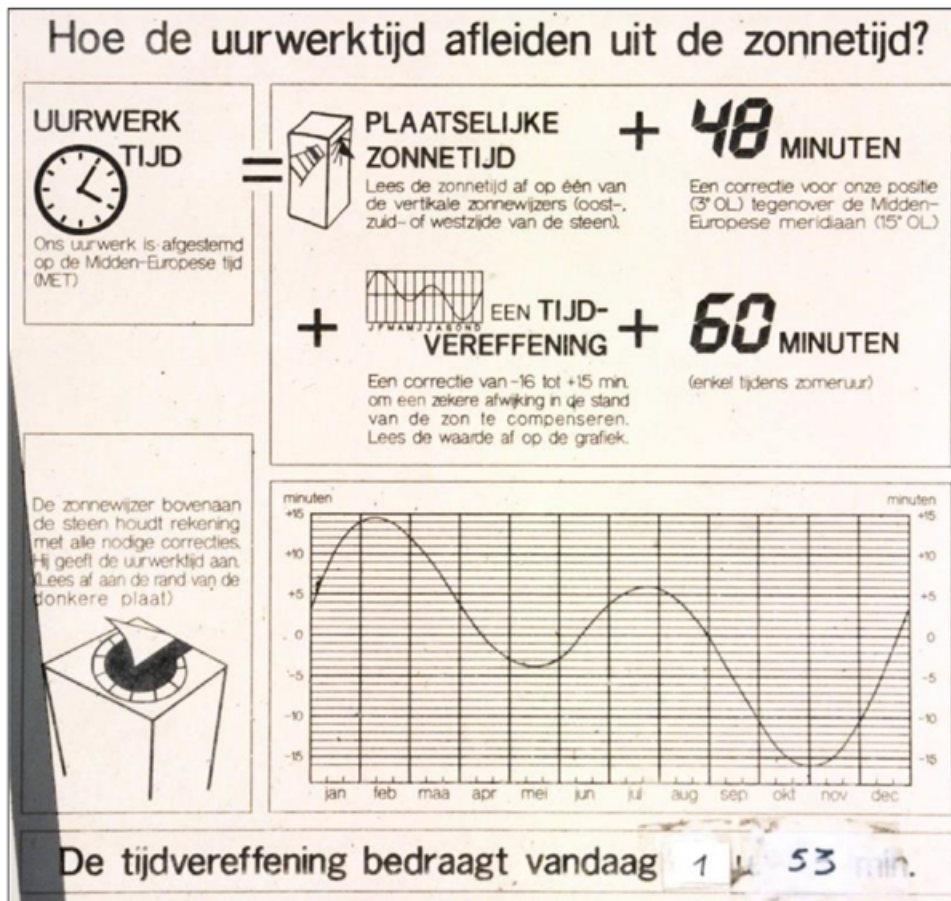 Hoe de uurwerktijd afleiden uit de zonnetijd?
UURWERK
TIJD
Ons uurwerk is afgestemd
op de Midden-Europese tijd
(MET)
=
PLAATSELIJKE
ZONNETIJD
Lees de zonnetijd af op één van
de vertikale zonnewijzers (oost-,
zuid- of westzijde van de steen).
+
48 MINUTEN
Een correctie voor onze positie
(3° OL) tegenover de Midden-
Europese meridiaan (15° OL)
+
J F M A M J J A S O N D
EEN TIJD-
VEREFFENING
Een correctie van -16 tot +15 min.
om een zekere afwijking in de stand
van de zon te compenseren.
Lees de waarde af op de grafiek.
+
60 MINUTEN
(enkel tijdens zomeruur)
De zonnewijzer bovenaan
de steen houdt rekening
met alle nodige correcties.
Hij geeft de uurwerktijd aan.
(Lees af aan de rand van de
donkere plaat)
minuten minuten
+15 +15
+10 +10
+5 +5
0 0
-5 -5
-10 -10
-15 -15
jan feb maa apr mei jun jul aug sep okt nov dec
De tijdvereffening bedraagt vandaag 1 u 53 min.